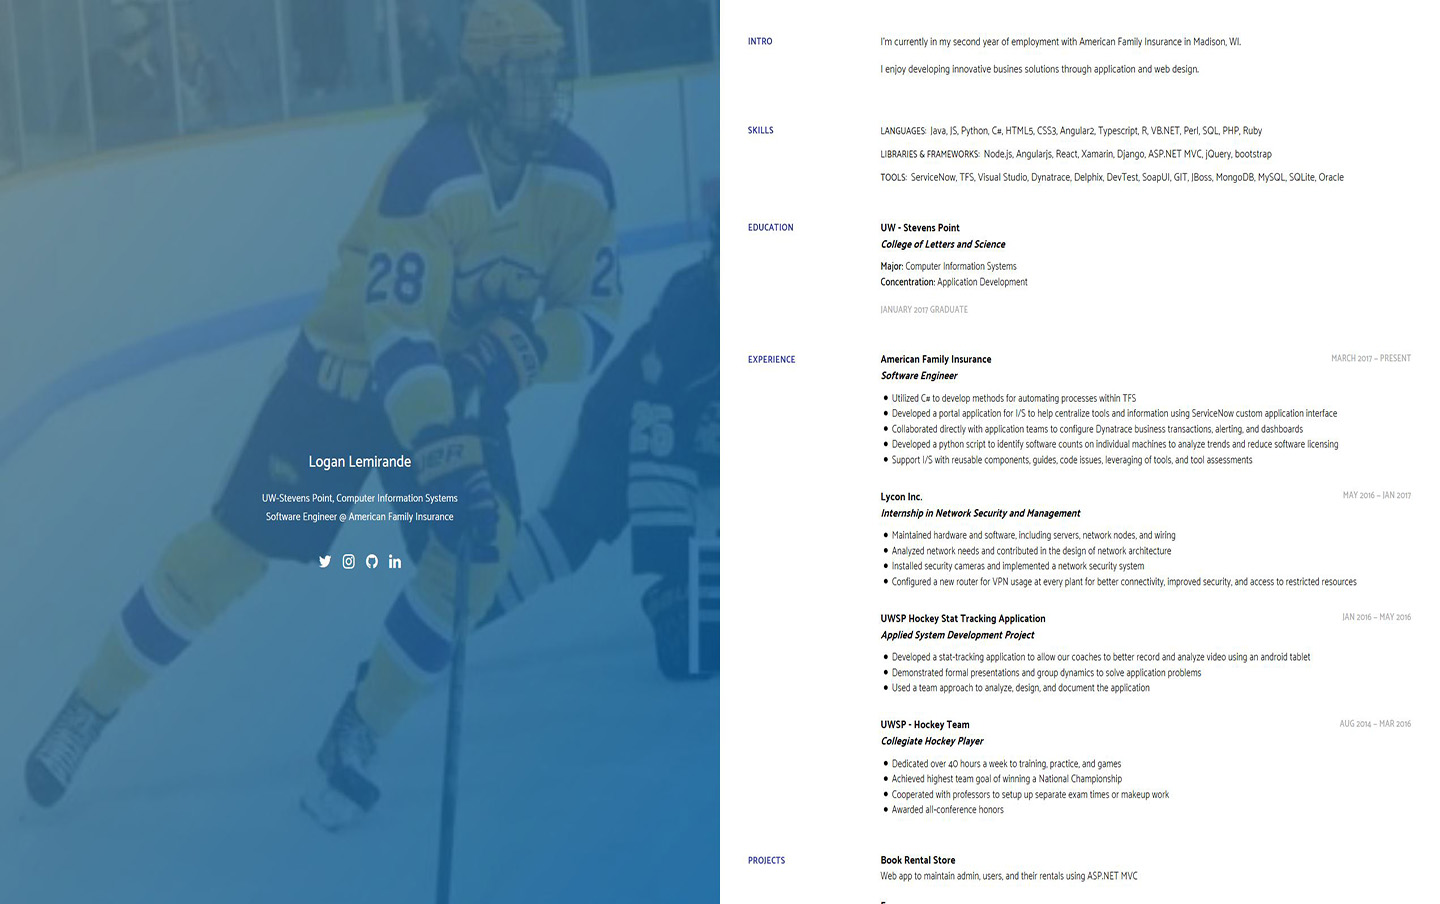 28
2
25
Logan Lemirande
UW-Stevens Point, Computer Information Systems
Software Engineer @ American Family Insurance
INTRO
I'm currently in my second year of employment with American Family Insurance in Madison, WI.
I enjoy developing innovative busines solutions through application and web design.
SKILLS
LANGUAGES: Java, JS, Python, C#, HTML5, CSS3, Angular2, Typescript, R, VB.NET, Perl, SQL, PHP, Ruby
LIBRARIES & FRAMEWORKS: Node.js, Angularjs, React, Xamarin, Django, ASP.NET MVC, jQuery, bootstrap
TOOLS: ServiceNow, TFS, Visual Studio, Dynatrace, Delphix, DevTest, SoapUI, GIT, JBoss, MongoDB, MySQL, SQLite, Oracle
EDUCATION
UW - Stevens Point
College of Letters and Science
Major: Computer Information Systems
Concentration: Application Development
JANUARY 2017 GRADUATE
EXPERIENCE
American Family Insurance
MARCH 2017 – PRESENT
Software Engineer
● Utilized C# to develop methods for automating processes within TFS
● Developed a portal application for I/S to help centralize tools and information using ServiceNow custom application interface
● Collaborated directly with application teams to configure Dynatrace business transactions, alerting, and dashboards
● Developed a python script to identify software counts on individual machines to analyze trends and reduce software licensing
● Support I/S with reusable components, guides, code issues, leveraging of tools, and tool assessments
Lycon Inc.
MAY 2016 – JAN 2017
Internship in Network Security and Management
● Maintained hardware and software, including servers, network nodes, and wiring
● Analyzed network needs and contributed in the design of network architecture
● Installed security cameras and implemented a network security system
● Configured a new router for VPN usage at every plant for better connectivity, improved security, and access to restricted resources
UWSP Hockey Stat Tracking Application
JAN 2016 – MAY 2016
Applied System Development Project
● Developed a stat-tracking application to allow our coaches to better record and analyze video using an android tablet
● Demonstrated formal presentations and group dynamics to solve application problems
● Used a team approach to analyze, design, and document the application
UWSP - Hockey Team
AUG 2014 – MAR 2016
Collegiate Hockey Player
● Dedicated over 40 hours a week to training, practice, and games
● Achieved highest team goal of winning a National Championship
● Cooperated with professors to setup up separate exam times or makeup work
● Awarded all-conference honors
PROJECTS
Book Rental Store
Web app to maintain admin, users, and their rentals using ASP.NET MVC